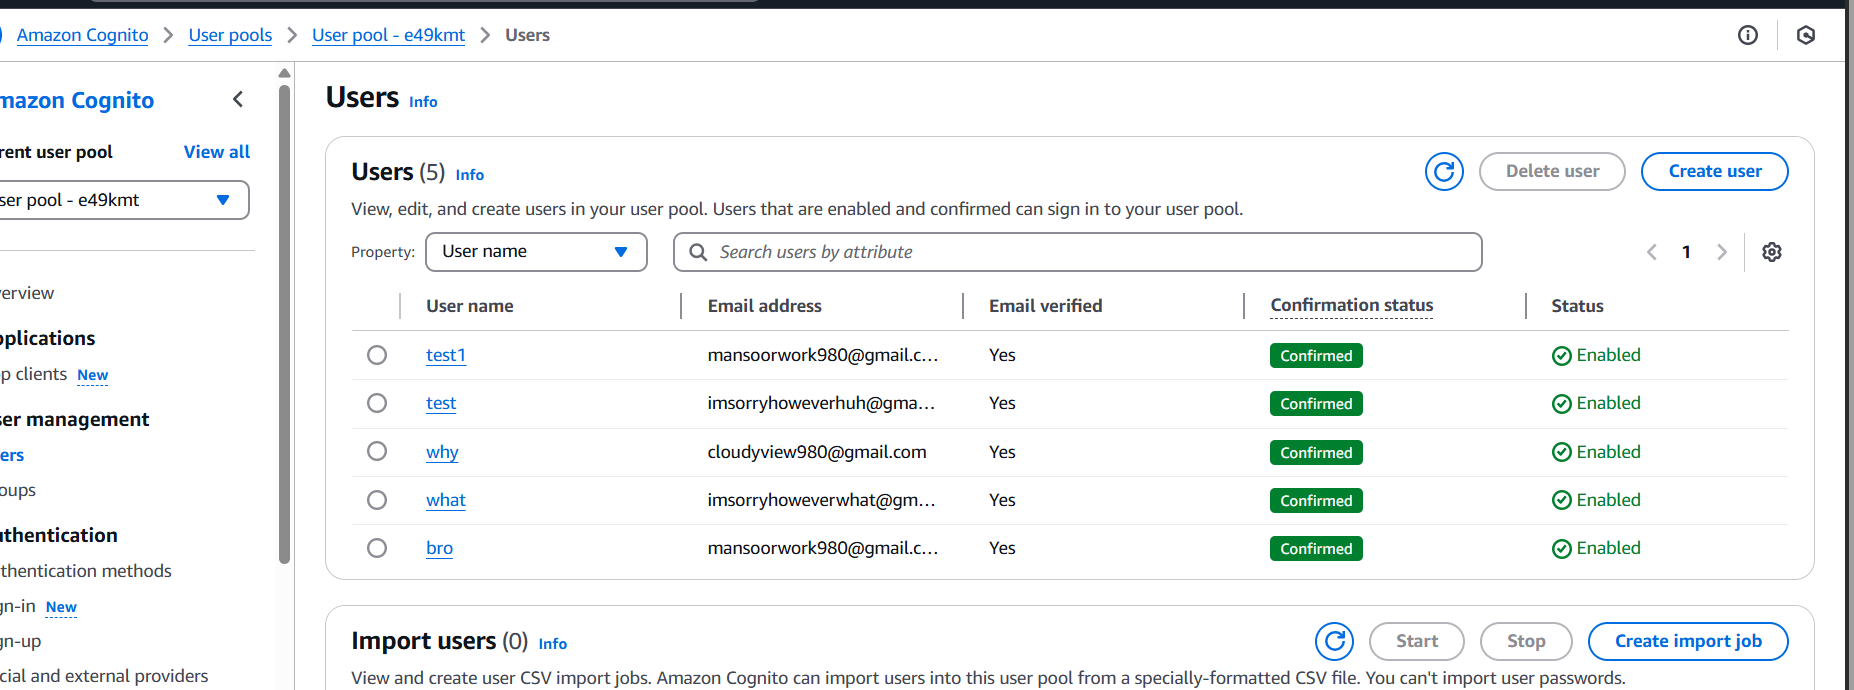 Amazon Cognito > User pools > User pool - e49kmt > Users
mazon Cognito
rent user pool View all
ser pool - e49kmt
erview
plications
p clients New
ser management
ers
oups
uthentication
thentication methods
gn-in New
gn-up
cial and external providers
Users Info
Users (5) Info
Delete user Create user
View, edit, and create users in your user pool. Users that are enabled and confirmed can sign in to your user pool.
Property: User name Search users by attribute 1
User name Email address Email verified Confirmation status Status
test1 mansoorwork980@gmail.c... Yes Confirmed Enabled
test imsorryhoweverhuh@gma... Yes Confirmed Enabled
why cloudyview980@gmail.com Yes Confirmed Enabled
what imsorryhoweverwhat@gm... Yes Confirmed Enabled
bro mansoorwork980@gmail.c... Yes Confirmed Enabled
Import users (0) Info
Start Stop Create import job
View and create user CSV import jobs. Amazon Cognito can import users into this user pool from a specially-formatted CSV file. You can't import user passwords.